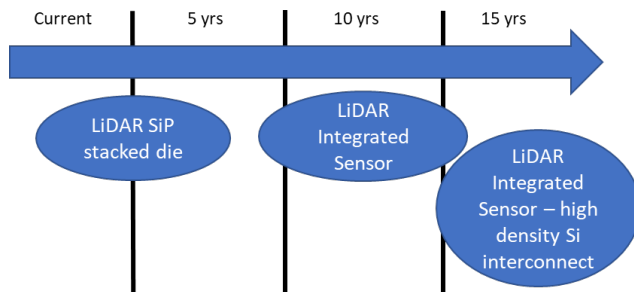 Current 5 yrs 10 yrs 15 yrs
LiDAR SiP
stacked die
LiDAR
Integrated
Sensor
LiDAR
Integrated
Sensor – high
density Si
interconnect